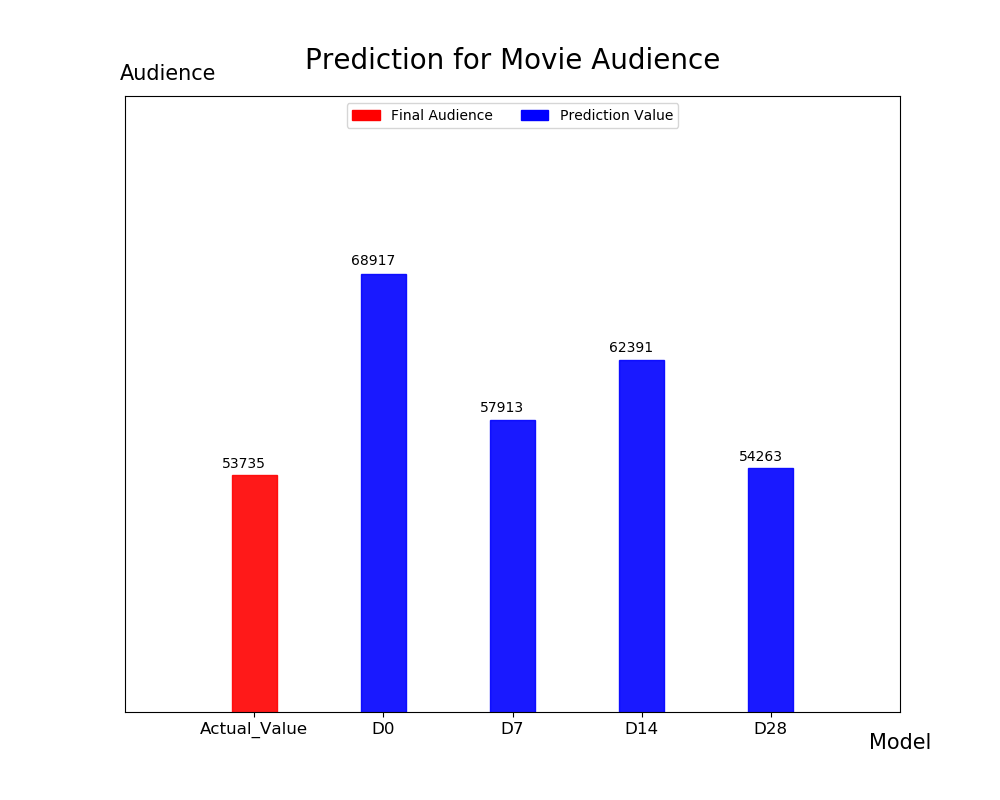 Prediction for Movie Audience
Audience
Final Audience Prediction Value
68917
62391
57913
54263
53735
Actual_Value D0 D7 D14 D28
Model